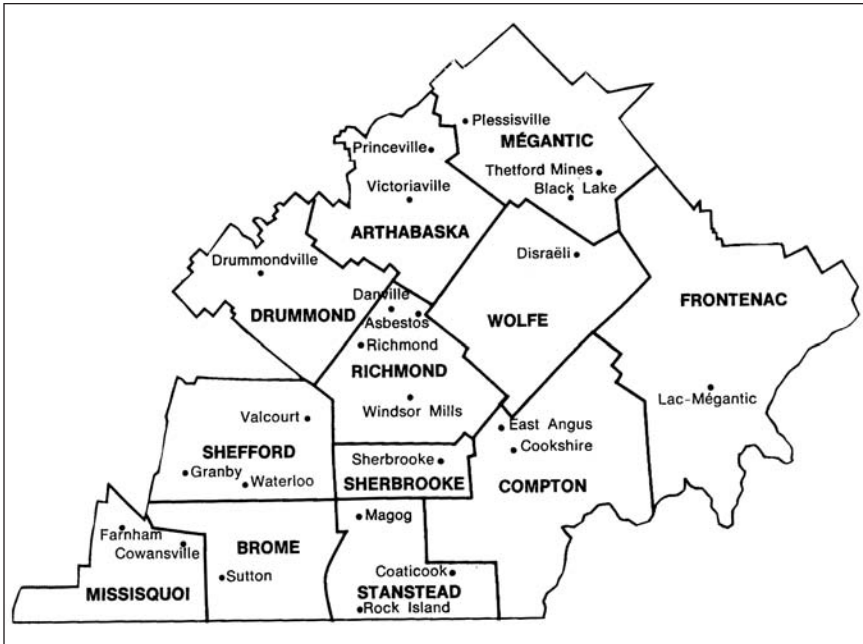 Plessisville
MÉGANTIC
Princeville
Thetford Mines
Black Lake
Victoriaville
ARTHABASKA
Disraëli
Drummondville
Danville
FRONTENAC
DRUMMOND
Asbestos
WOLFE
Richmond
RICHMOND
Lac-Mégantic
Windsor Mills
Valcourt
East Angus
SHEFFORD
Cookshire
Sherbrooke
Granby
SHERBROOKE
COMPTON
Waterloo
Magog
Farnham
BROME
Cowansville
Coaticook
Sutton
MISSISQUOI
STANSTEAD
Rock Island